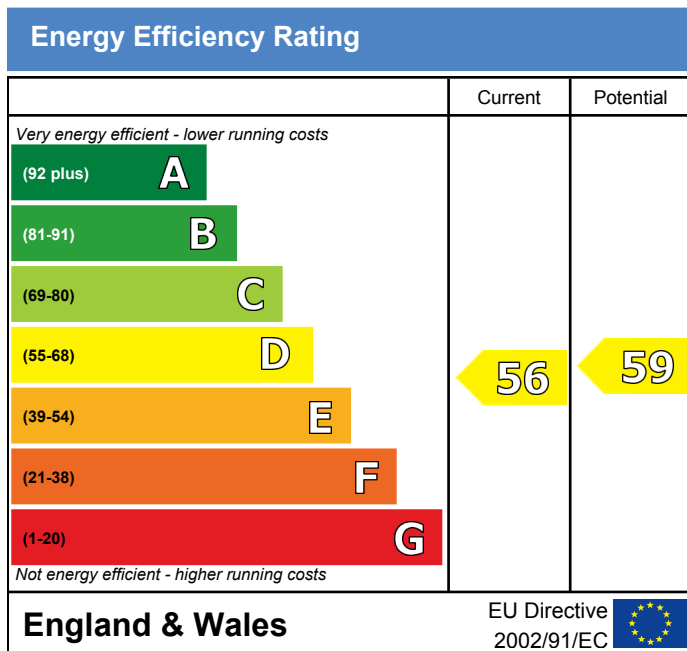 Energy Efficiency Rating
Current Potential
Very energy efficient - lower running costs
(92 plus) A
(81-91) B
(69-80) C
(55-68) D
(39-54) E
(21-38) F
(1-20) G
56
59
Not energy efficient - higher running costs
England & Wales
EU Directive
2002/91/EC